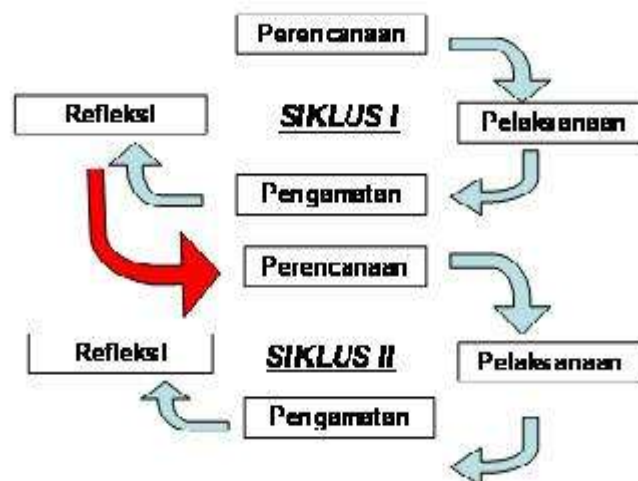 Perencanaan
Refleksi
SIKLUS I
Pelaksanaan
Pengamatan
Perencanaan
Refleksi
SIKLUS II
Pelaksanaan
Pengamatan